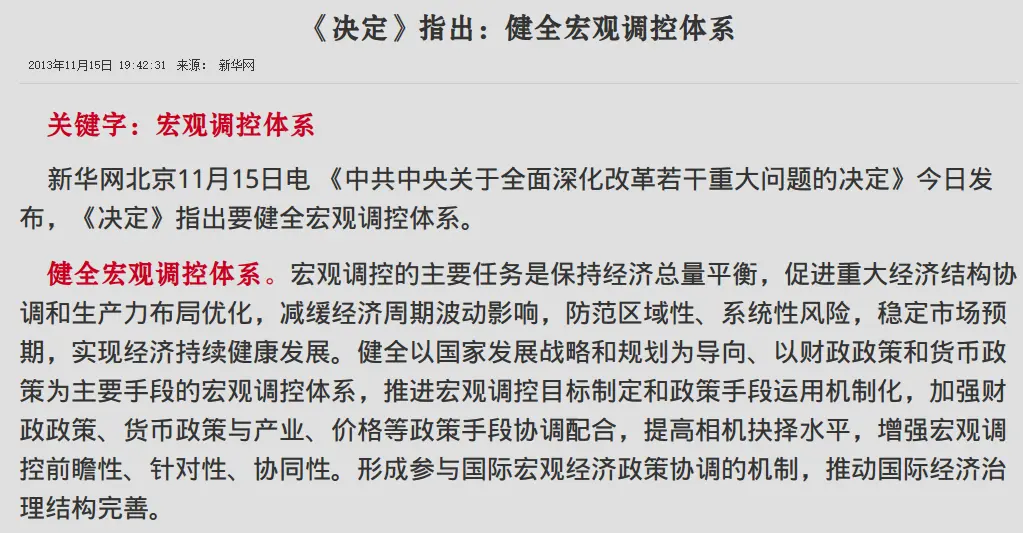 《决定》指出：健全宏观调控体系
2013年11月15日 19:42:31 来源： 新华网
关键字：宏观调控体系
新华网北京11月15日电 《中共中央关于全面深化改革若干重大问题的决定》今日发
布，《决定》指出要健全宏观调控体系。
健全宏观调控体系。宏观调控的主要任务是保持经济总量平衡，促进重大经济结构协
调和生产力布局优化，减缓经济周期波动影响，防范区域性、系统性风险，稳定市场预
期，实现经济持续健康发展。健全以国家发展战略和规划为导向、以财政政策和货币政
策为主要手段的宏观调控体系，推进宏观调控目标制定和政策手段运用机制化，加强财
政政策、货币政策与产业、价格等政策手段协调配合，提高相机抉择水平，增强宏观调
控前瞻性、针对性、协同性。形成参与国际宏观经济政策协调的机制，推动国际经济治
理结构完善。